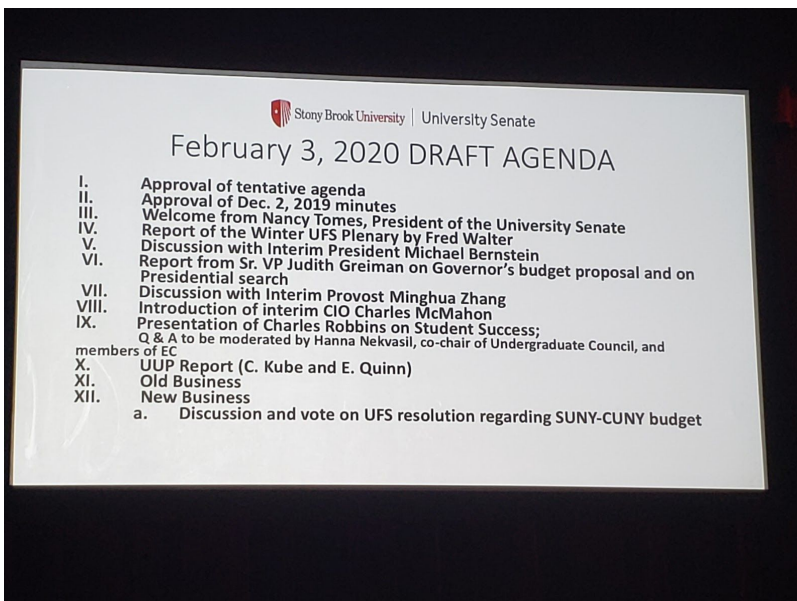 Stony Brook University | University Senate
February 3, 2020 DRAFT AGENDA
I. Approval of tentative agenda
II. Approval of Dec. 2, 2019 minutes
III. Welcome from Nancy Tomes, President of the University Senate
IV. Report of the Winter UFS Plenary by Fred Walter
V. Discussion with Interim President Michael Bernstein
VI. Report from Sr. VP Judith Greiman on Governor's budget proposal and on
Presidential search
VII. Discussion with Interim Provost Minghua Zhang
VIII. Introduction of interim CIO Charles McMahon
IX. Presentation of Charles Robbins on Student Success;
Q & A to be moderated by Hanna Nekvasil, co-chair of Undergraduate Council, and
members of EC
X. UUP Report (C. Kube and E. Quinn)
XI. Old Business
XII. New Business
a. Discussion and vote on UFS resolution regarding SUNY-CUNY budget